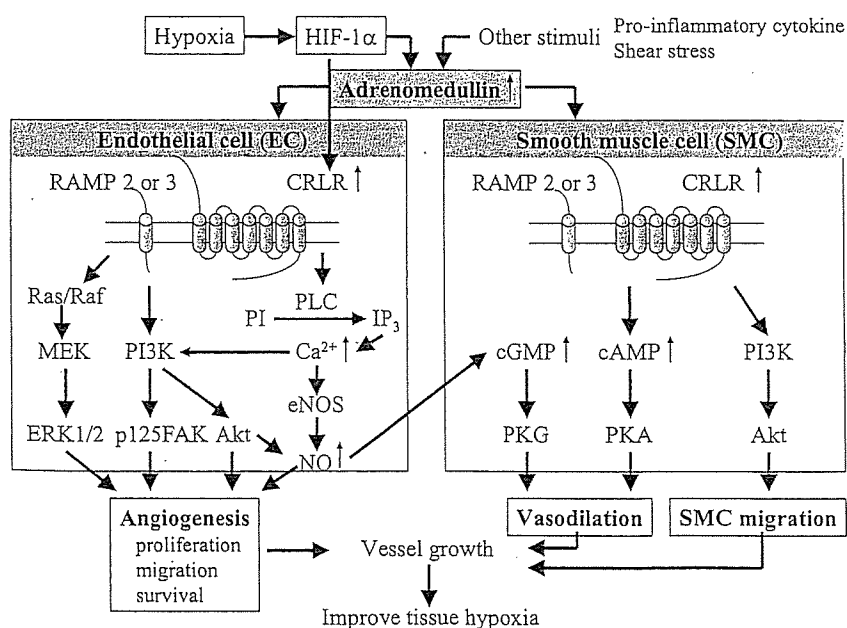 Hypoxia
HIF-1α
Other stimuli
Pro-inflammatory cytokine
Shear stress
Adrenomedullin ↑
Endothelial cell (EC)
RAMP 2 or 3
CRLR ↑
Ras/Raf
PLC
PI
IP₃
MEK
PI3K
Ca²⁺ ↑
eNOS
ERK1/2
p125FAK
Akt
NO ↑
Smooth muscle cell (SMC)
RAMP 2 or 3
CRLR ↑
cGMP ↑
cAMP ↑
PI3K
PKG
PKA
Akt
Angiogenesis
proliferation
migration
survival
Vasodilation
SMC migration
Vessel growth
Improve tissue hypoxia